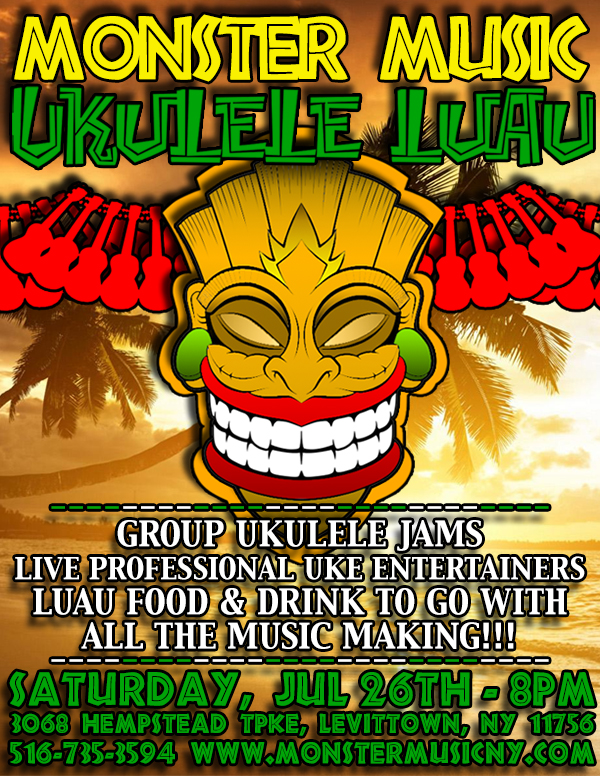 MONSTER MUSIC
UKULELE LUAU
GROUP UKULELE JAMS
LIVE PROFESSIONAL UKE ENTERTAINERS
LUAU FOOD & DRINK TO GO WITH
ALL THE MUSIC MAKING!!!
SATURDAY, JUL 26TH - 8PM
3068 HEMPSTEAD TPKE, LEVITTOWN, NY 11756
516-735-3594 WWW.MONSTERMUSICNY.COM